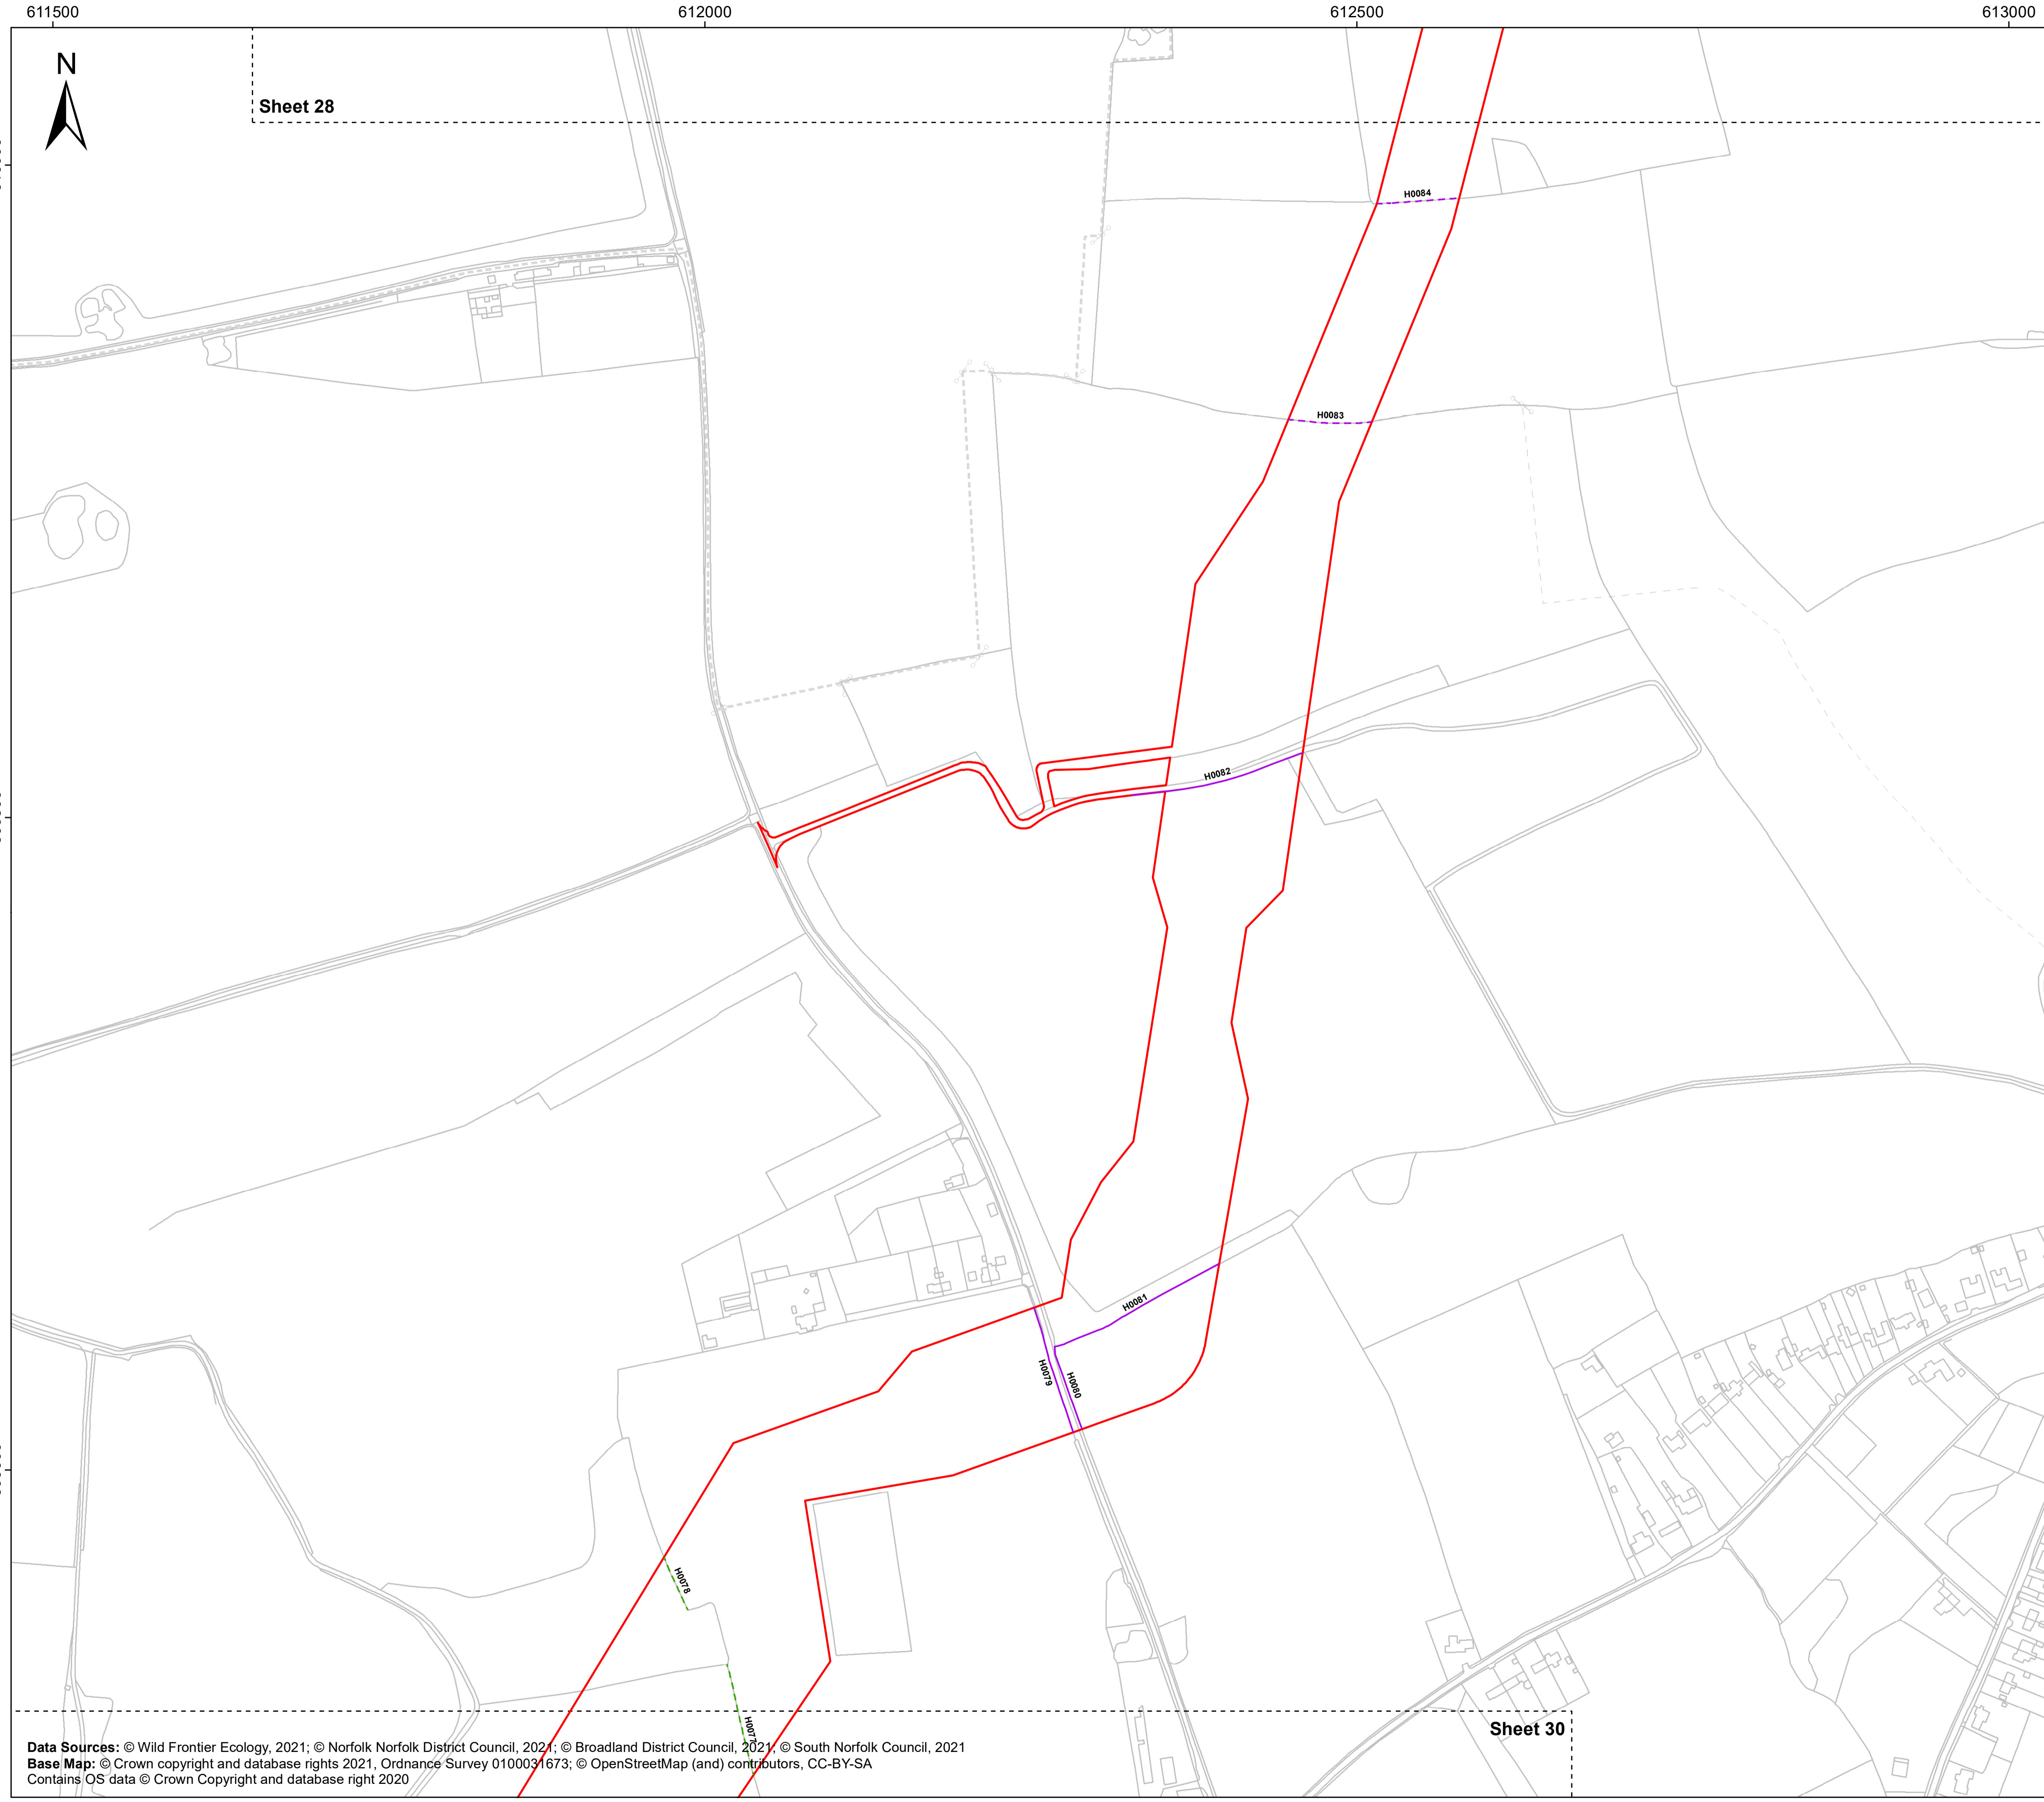 611500
612000
612500
613000
N
Sheet 28
H0084
H0083
H0082
H0081
H0079
H0080
H0078
Sheet 30
Data Sources: © Wild Frontier Ecology, 2021; © Norfolk Norfolk District Council, 2021; © Broadland District Council, 2021; © South Norfolk Council, 2021
Base Map: © Crown copyright and database rights 2021, Ordnance Survey 0100031673; © OpenStreetMap (and) contributors, CC-BY-SA
Contains OS data © Crown Copyright and database right 2020